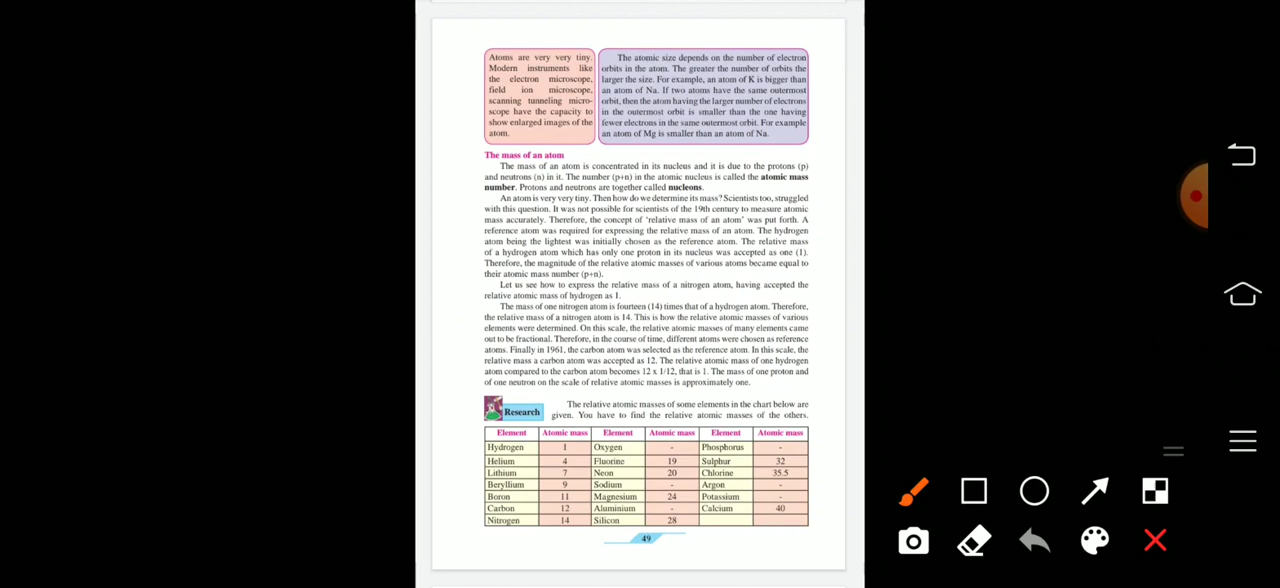 Atoms are very very tiny.
Modern instruments like
the electron microscope,
field ion microscope,
scanning tunneling micro-
scope have the capacity to
show enlarged images of the
atom.
The atomic size depends on the number of electron
orbits in the atom. The greater the number of orbits the
larger the size. For example, an atom of K is bigger than
an atom of Na. If two atoms have the same outermost
orbit, then the atom having the larger number of electrons
in the outermost orbit is smaller than the one having
fewer electrons in the same outermost orbit. For example
an atom of Mg is smaller than an atom of Na.
The mass of an atom
The mass of an atom is concentrated in its nucleus and it is due to the protons (p)
and neutrons (n) in it. The number (p+n) in the atomic nucleus is called the atomic mass
number. Protons and neutrons are together called nucleons.
An atom is very very tiny. Then how do we determine its mass? Scientists too, struggled
with this question. It was not possible for scientists of the 19th century to measure atomic
mass accurately. Therefore, the concept of 'relative mass of an atom' was put forth. A
reference atom was required for expressing the relative mass of an atom. The hydrogen
atom being the lightest was initially chosen as the reference atom. The relative mass
of a hydrogen atom which has only one proton in its nucleus was accepted as one (1).
Therefore, the magnitude of the relative atomic masses of various atoms became equal to
their atomic mass number (p+n).
Let us see how to express the relative mass of a nitrogen atom, having accepted the
relative atomic mass of hydrogen as 1.
The mass of one nitrogen atom is fourteen (14) times that of a hydrogen atom. Therefore,
the relative mass of a nitrogen atom is 14. This is how the relative atomic masses of various
elements were determined. On this scale, the relative atomic masses of many elements came
out to be fractional. Therefore, in the course of time, different atoms were chosen as reference
atoms. Finally in 1961, the carbon atom was selected as the reference atom. In this scale, the
relative mass a carbon atom was accepted as 12. The relative atomic mass of one hydrogen
atom compared to the carbon atom becomes 12 x 1/12, that is 1. The mass of one proton and
of one neutron on the scale of relative atomic masses is approximately one.
Research
The relative atomic masses of some elements in the chart below are
given. You have to find the relative atomic masses of the others.
Element Atomic mass Element Atomic mass Element Atomic mass
Hydrogen 1 Oxygen - Phosphorus -
Helium 4 Fluorine 19 Sulphur 32
Lithium 7 Neon 20 Chlorine 35.5
Beryllium 9 Sodium - Argon -
Boron 11 Magnesium 24 Potassium -
Carbon 12 Aluminium - Calcium 40
Nitrogen 14 Silicon 28
49